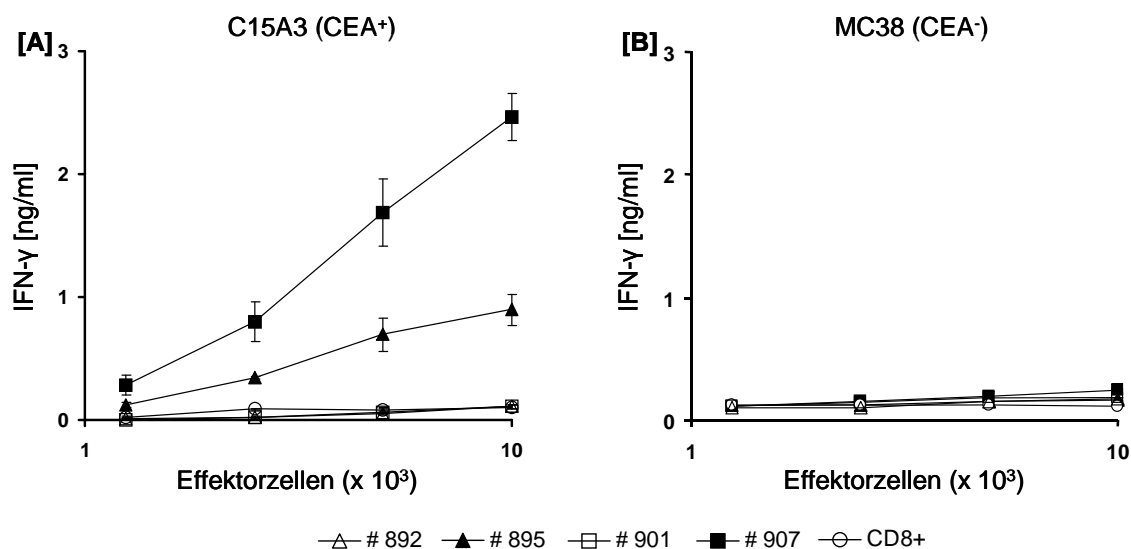 [A]
C15A3 (CEA⁺)
3
2
1
0
IFN-γ [ng/ml]
1
10
Effektorzellen (x 10³)
[B]
MC38 (CEA⁻)
3
2
1
0
IFN-γ [ng/ml]
1
10
Effektorzellen (x 10³)
# 892 # 895 # 901 # 907 CD8+